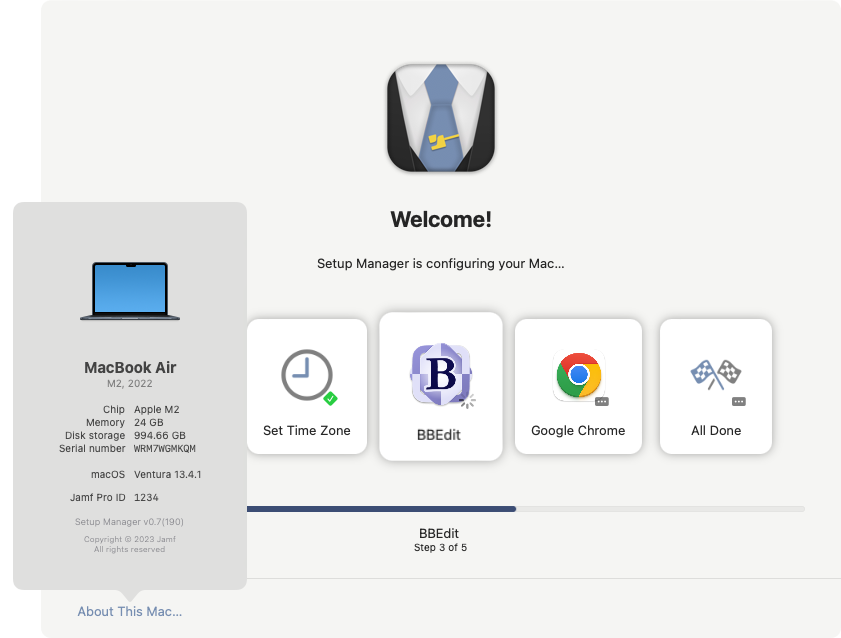 Welcome!
Setup Manager is configuring your Mac...
MacBook Air
M2, 2022
Chip Apple M2
Memory 24 GB
Disk storage 994.66 GB
Serial number WRM7WGMKQM
macOS Ventura 13.4.1
Jamf Pro ID 1234
Setup Manager v0.7(190)
Copyright © 2023 Jamf
All rights reserved
Set Time Zone
B
BBEdit
Google Chrome
All Done
BBEdit
Step 3 of 5
About This Mac...